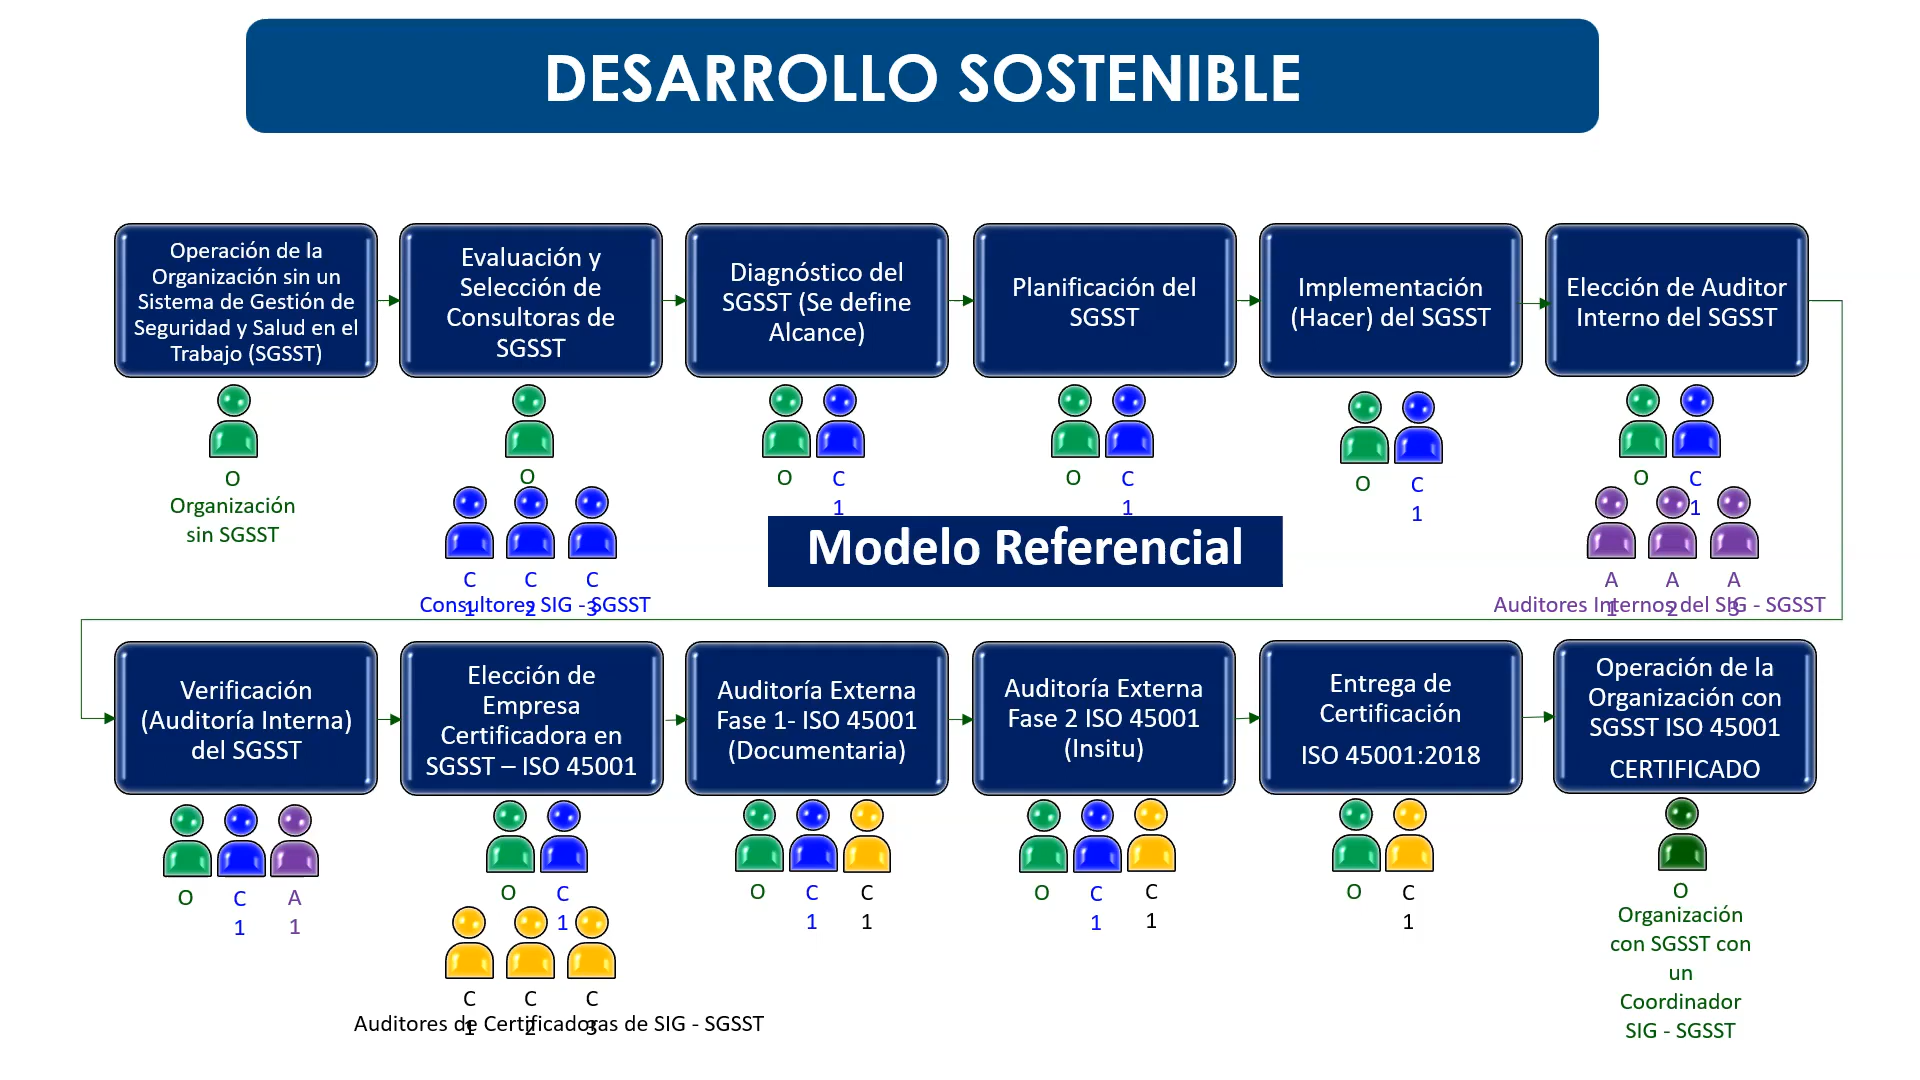 DESARROLLO SOSTENIBLE
Operación de la
Organización sin un
Sistema de Gestión de
Seguridad y Salud en el
Trabajo (SGSST)
Evaluación y
Selección de
Consultoras de
SGSST
Diagnóstico del
SGSST (Se define
Alcance)
Planificación del
SGSST
Implementación
(Hacer) del SGSST
Elección de Auditor
Interno del SGSST
O
Organización
sin SGSST
O
C
1
C
2
C
3
Consultores SIG - SGSST
O
C
1
O
C
1
O
C
1
O
C
1
A
1
A
2
A
3
Auditores Internos del SIG - SGSST
Modelo Referencial
Verificación
(Auditoría Interna)
del SGSST
Elección de
Empresa
Certificadora en
SGSST – ISO 45001
Auditoría Externa
Fase 1- ISO 45001
(Documentaria)
Auditoría Externa
Fase 2 ISO 45001
(Insitu)
Entrega de
Certificación
ISO 45001:2018
Operación de la
Organización con
SGSST ISO 45001
CERTIFICADO
O
C
1
A
1
O
C
1
C
1
C
2
C
3
Auditores de Certificadoras de SIG - SGSST
O
C
1
C
1
O
C
1
C
1
O
C
1
O
Organización
con SGSST con
un
Coordinador
SIG - SGSST